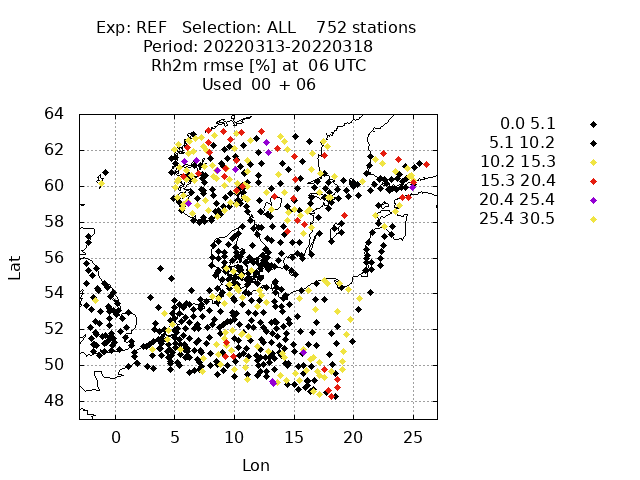 Exp: REF   Selection: ALL    752 stations
Period: 20220313-20220318
Rh2m rmse [%] at  06 UTC
Used  00 + 06
64
62
60
58
56
54
52
50
48
Lat
0 5 10 15 20 25
Lon
0.0 5.1
5.1 10.2
10.2 15.3
15.3 20.4
20.4 25.4
25.4 30.5